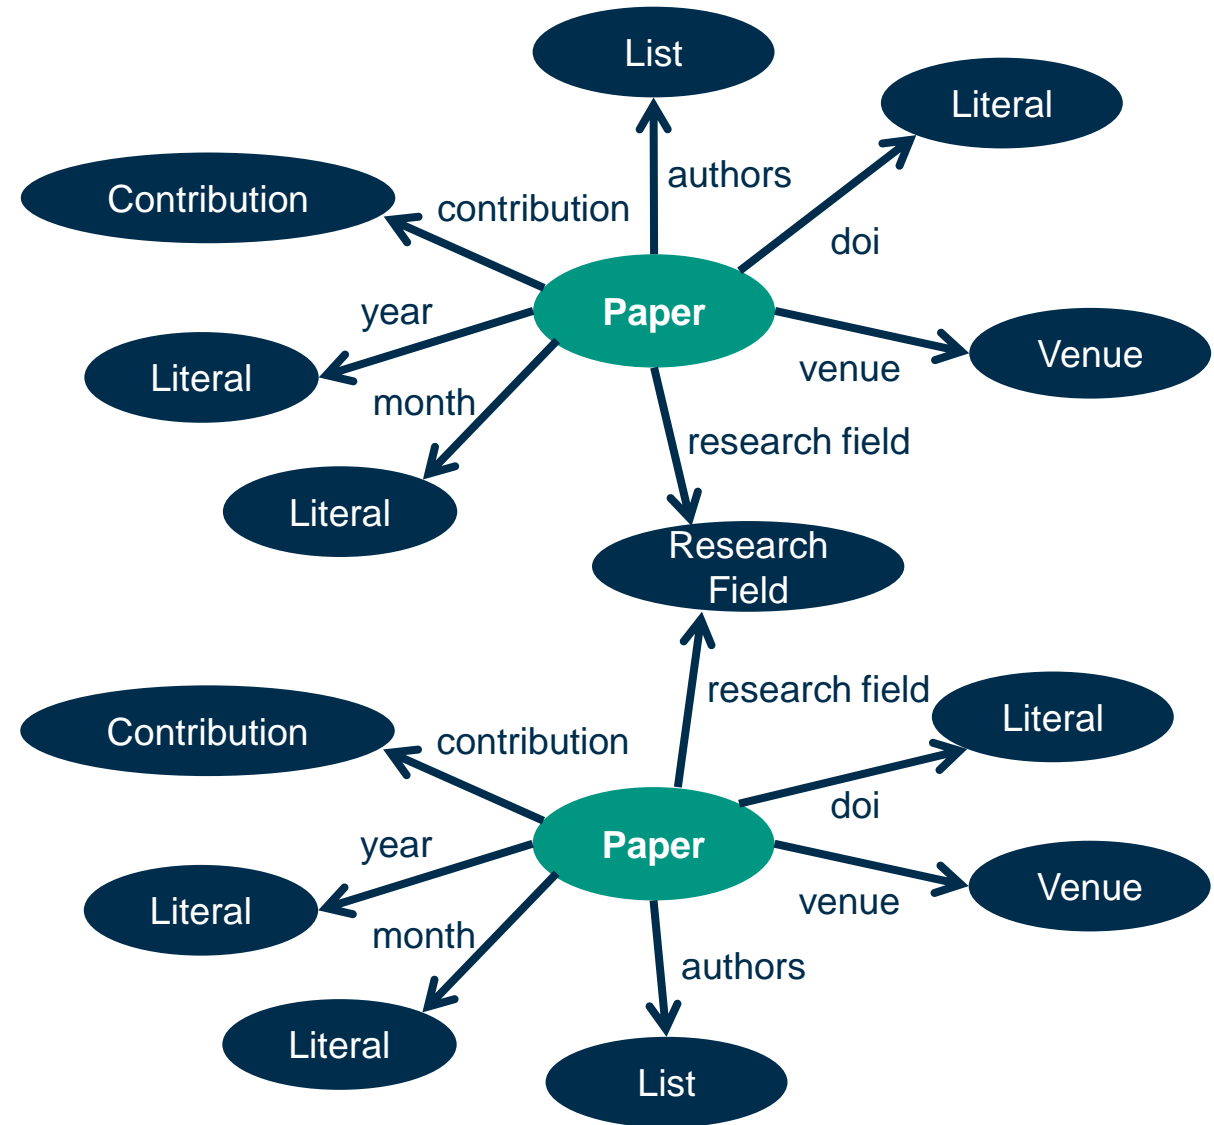 List
Literal
authors
Contribution
contribution
doi
year
Paper
Venue
Literal
venue
month
research field
Literal
Research
Field
research field
Literal
Contribution
contribution
doi
year
Paper
Venue
Literal
venue
month
authors
Literal
List